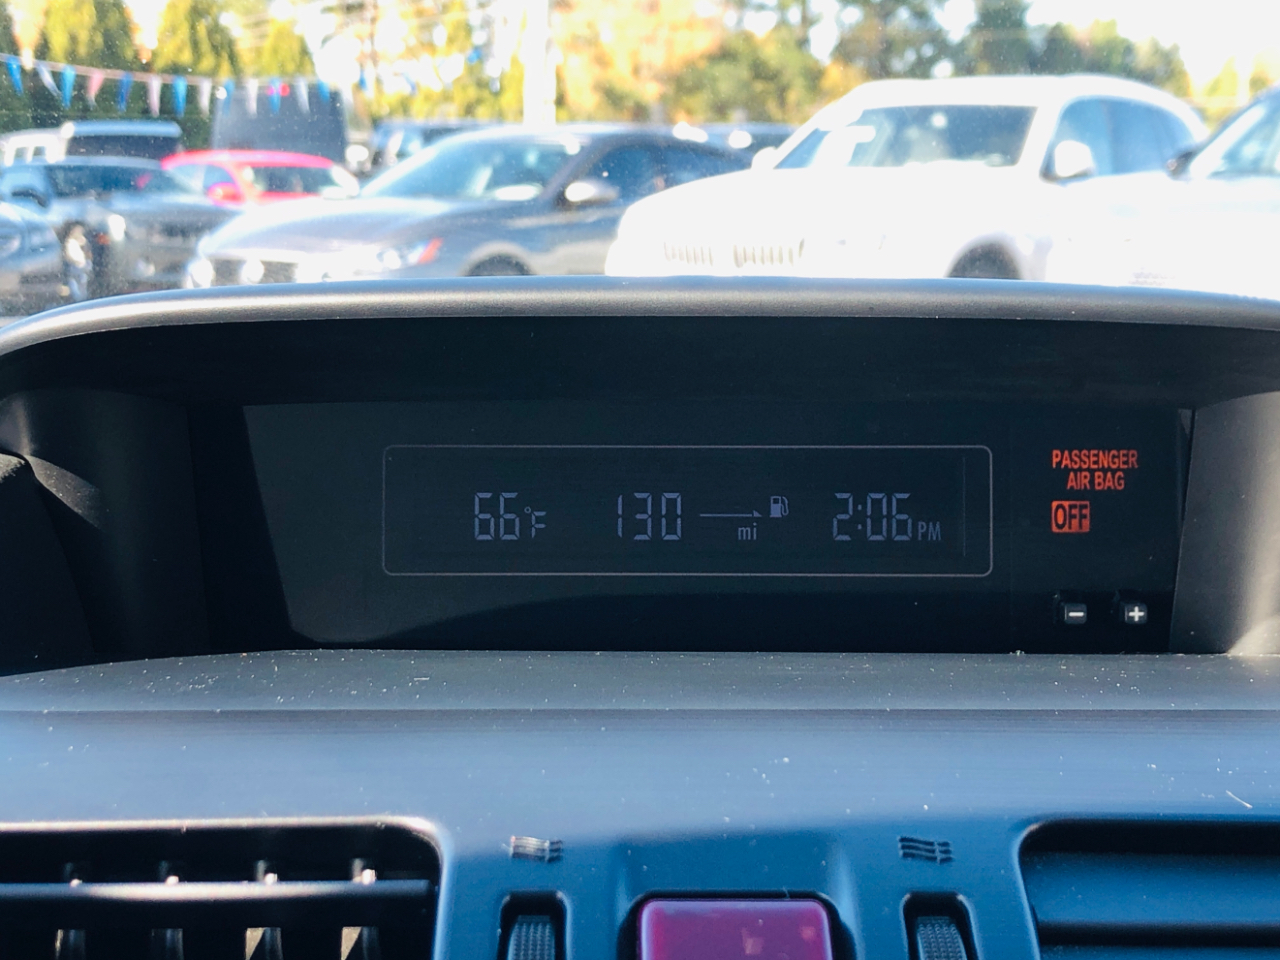 66°F 130 mi 2:06 PM
PASSENGER
AIR BAG
OFF
- +